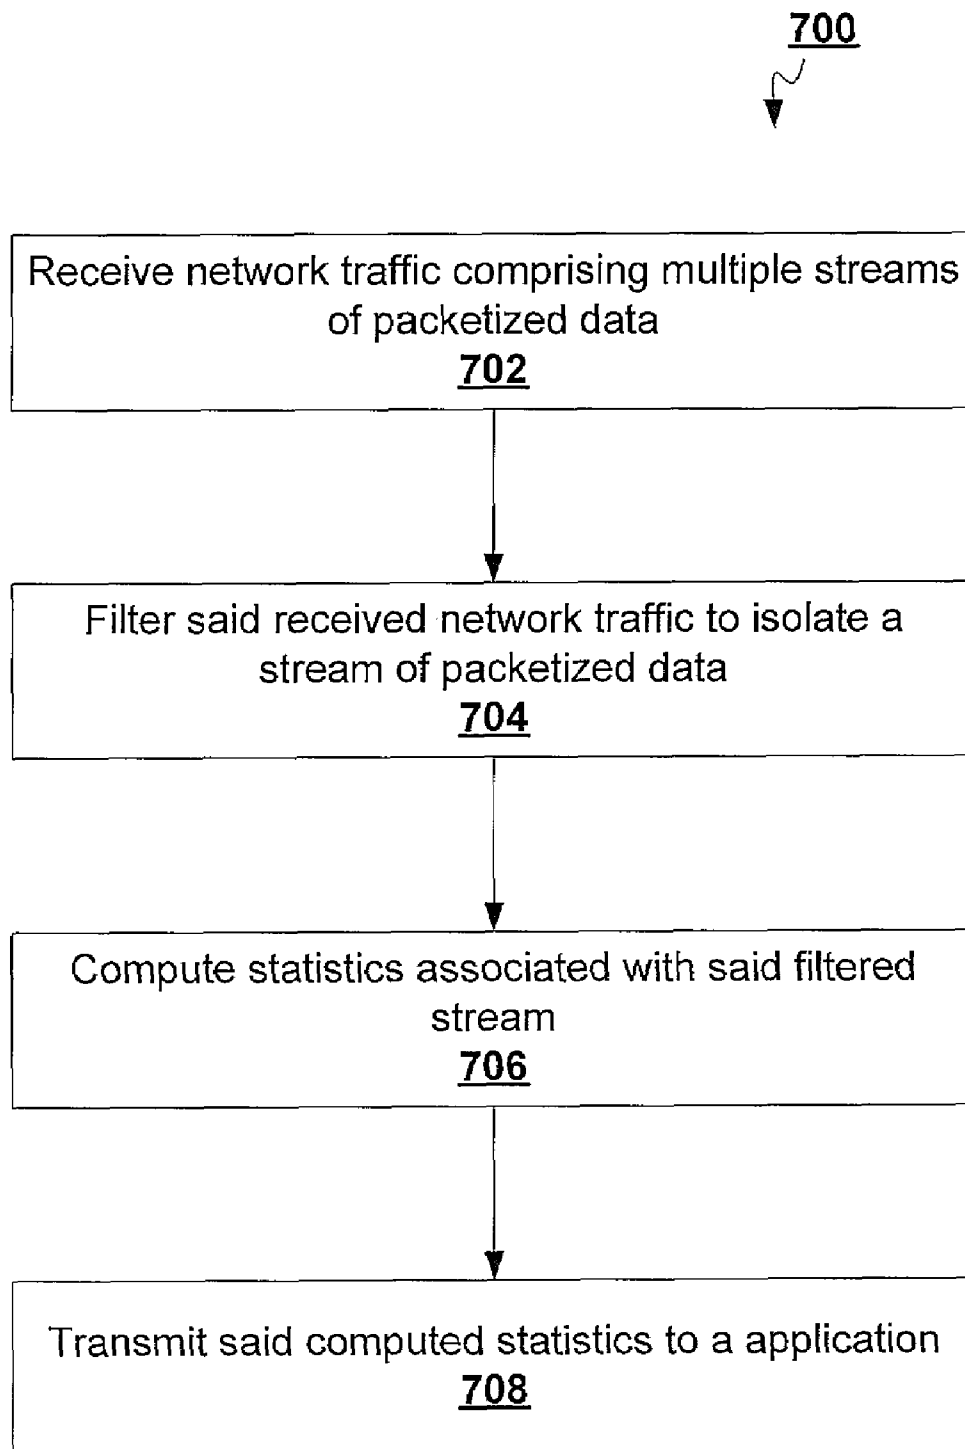 700
Receive network traffic comprising multiple streams
of packetized data
702
Filter said received network traffic to isolate a
stream of packetized data
704
Compute statistics associated with said filtered
stream
706
Transmit said computed statistics to a application
708